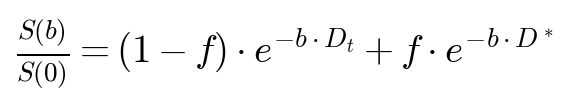 S(b)/S(0) = (1 − f) · e^{−b · D_t} + f · e^{−b · D *}